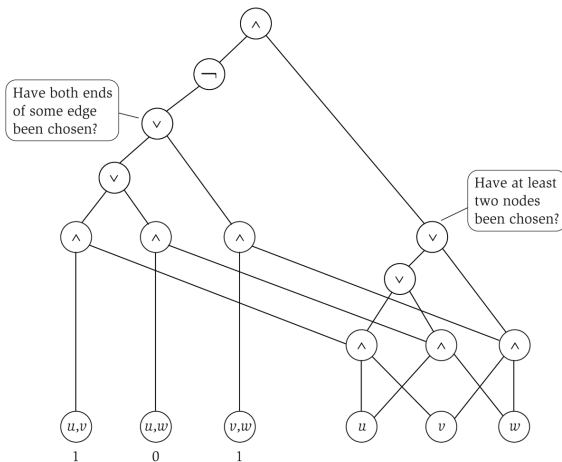 ∧
¬
Have both ends
of some edge
been chosen?
∨
∨
Have at least
two nodes
been chosen?
∧
∧
∧
∨
∨
∧
∧
∧
u,v
u,w
v,w
u
v
w
1
0
1